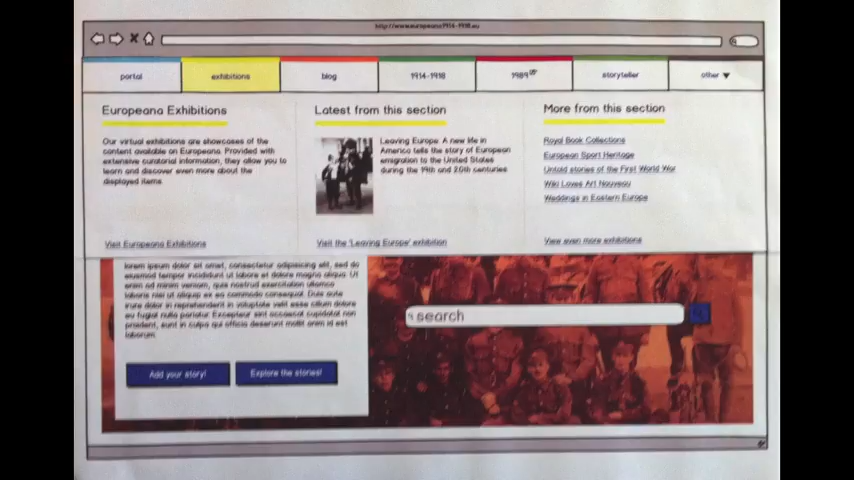 http://www.europeana1914-1918.eu
portal
exhibitions
blog
1914-1918
1989
storyteller
other ▼
Europeana Exhibitions
Our virtual exhibitions are showcases of the
content available on Europeana. Provided with
extensive curatorial information, they allow you to
learn and discover even more about the
displayed items
Visit Europeana Exhibitions
Latest from this section
Leaving Europe: A new life in
America tells the story of European
emigration to the United States
during the 19th and 20th centuries
Visit the 'Leaving Europe' exhibition
More from this section
Royal Book Collections
European Sport Heritage
Untold stories of the First World War
Wiki Loves Art Nouveau
Weddings in Eastern Europe
View even more exhibitions
lorem ipsum dolor sit amet, consectetur adipisicing elit, sed do
eiusmod tempor incididunt ut labore et dolore magna aliqua. Ut
enim ad minim veniam, quis nostrud exercitation ullamco
laboris nisi ut aliquip ex ea commodo consequat. Duis aute
irure dolor in reprehenderit in voluptate velit esse cillum dolore
eu fugiat nulla pariatur. Excepteur sint occaecat cupidatat non
proident, sunt in culpa qui officia deserunt mollit anim id est
laborum.
search
Add your story!
Explore the stories!